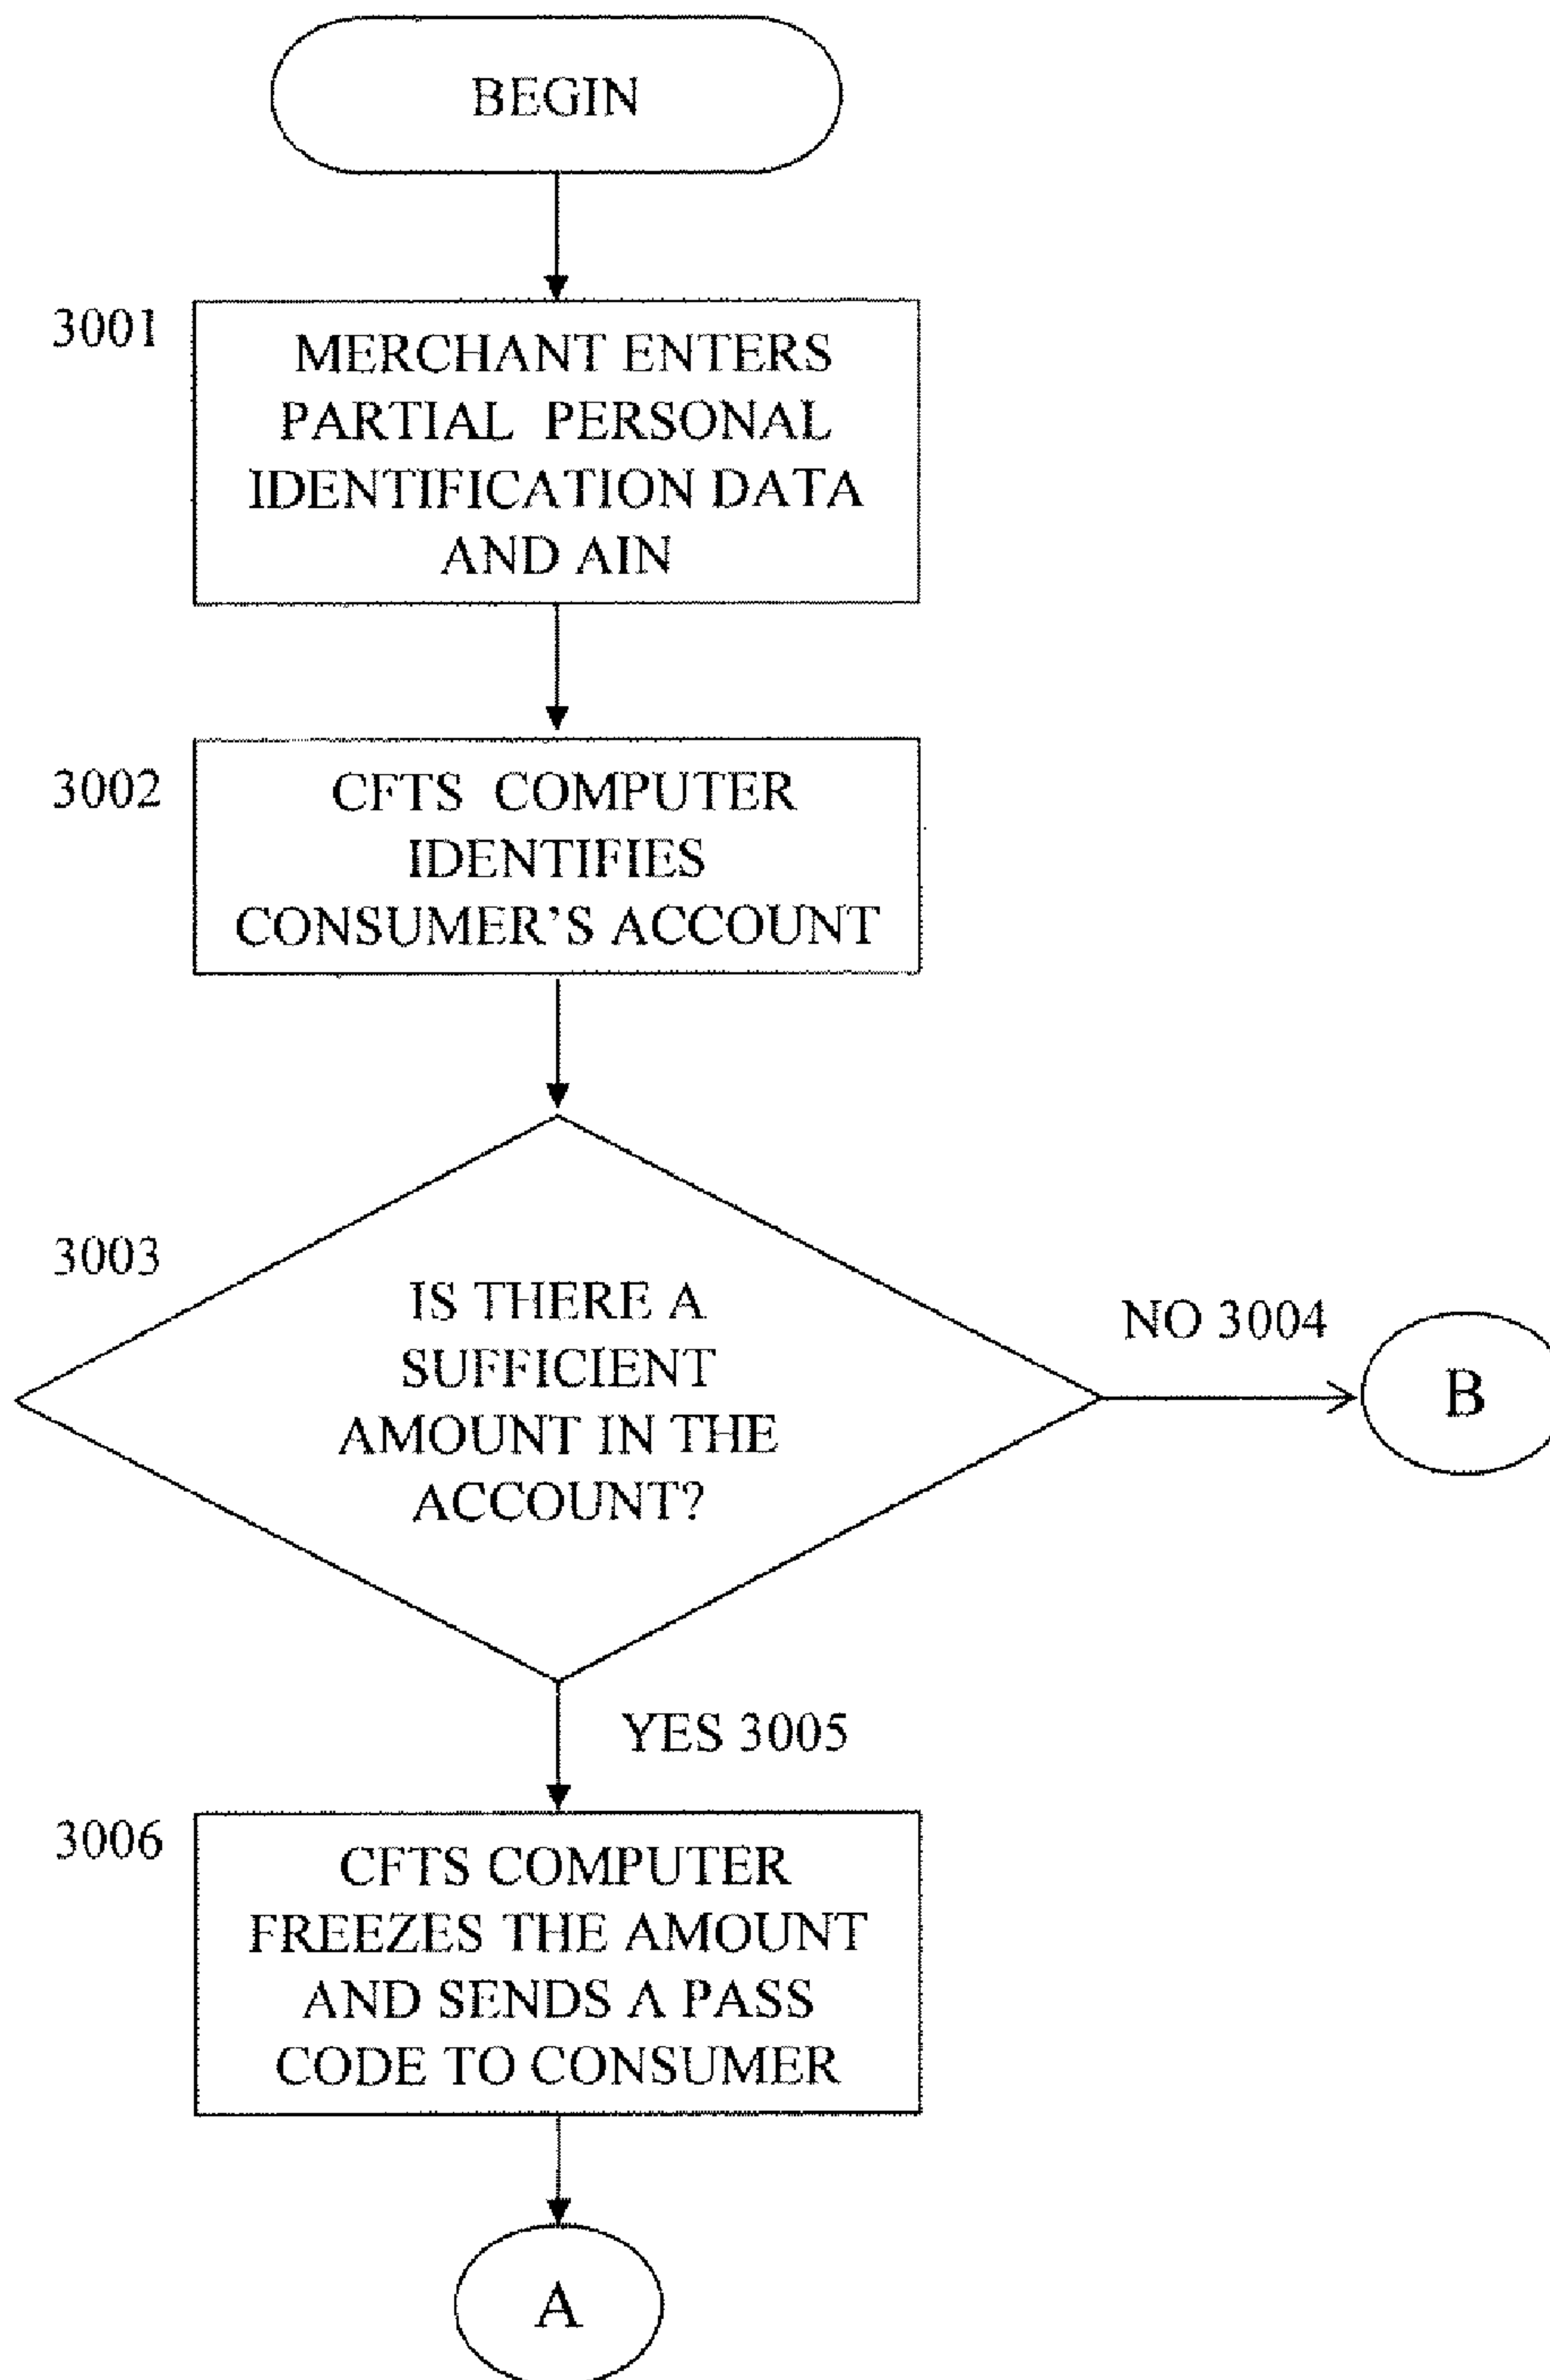 BEGIN
3001
MERCHANT ENTERS
PARTIAL PERSONAL
IDENTIFICATION DATA
AND AIN
3002
CFTS COMPUTER
IDENTIFIES
CONSUMER'S ACCOUNT
3003
IS THERE A
SUFFICIENT
AMOUNT IN THE
ACCOUNT?
NO 3004
B
YES 3005
3006
CFTS COMPUTER
FREEZES THE AMOUNT
AND SENDS A PASS
CODE TO CONSUMER
A